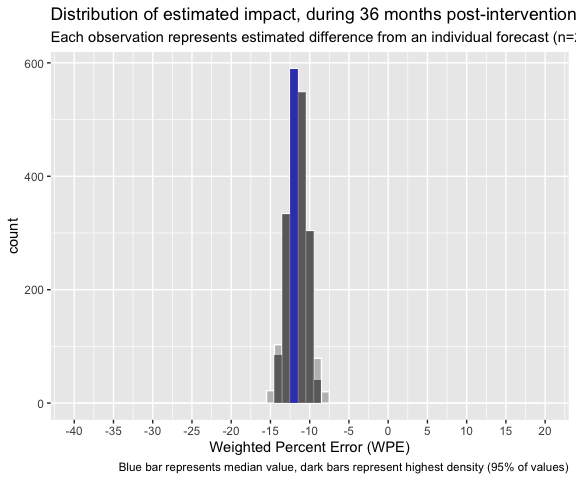 Distribution of estimated impact, during 36 months post-intervention
Each observation represents estimated difference from an individual forecast (n=
600
400
200
0
count
-40 -35 -30 -25 -20 -15 -10 -5 0 5 10 15 20
Weighted Percent Error (WPE)
Blue bar represents median value, dark bars represent highest density (95% of values)